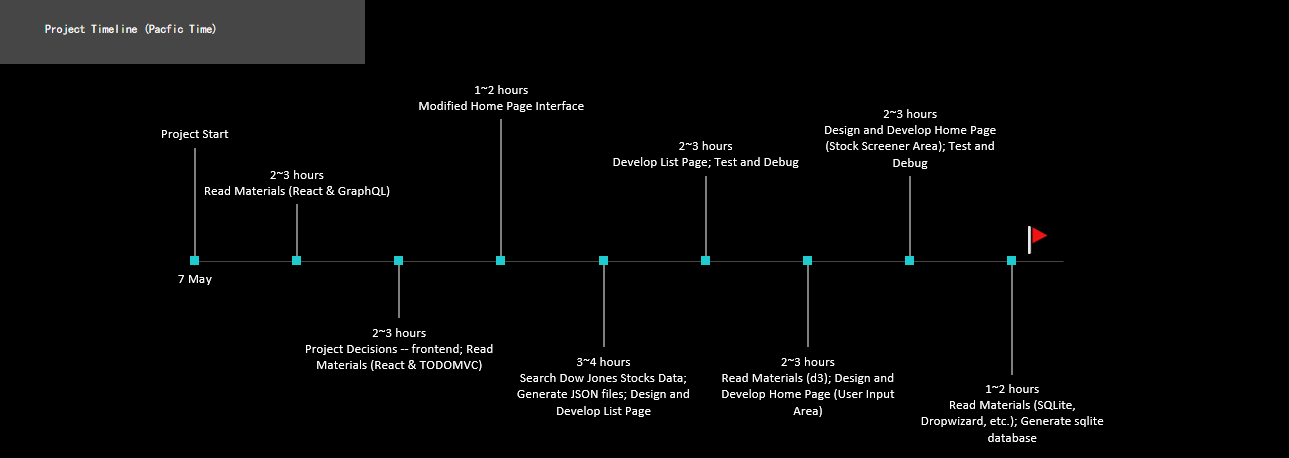 Project Timeline (Pacfic Time)
Project Start
7 May
2~3 hours
Read Materials (React & GraphQL)
2~3 hours
Project Decisions -- frontend; Read
Materials (React & TODOMVC)
1~2 hours
Modified Home Page Interface
3~4 hours
Search Dow Jones Stocks Data;
Generate JSON files; Design and
Develop List Page
2~3 hours
Develop List Page; Test and Debug
2~3 hours
Read Materials (d3); Design and
Develop Home Page (User Input
Area)
2~3 hours
Design and Develop Home Page
(Stock Screener Area); Test and
Debug
1~2 hours
Read Materials (SQLite,
Dropwizard, etc.); Generate sqlite
database